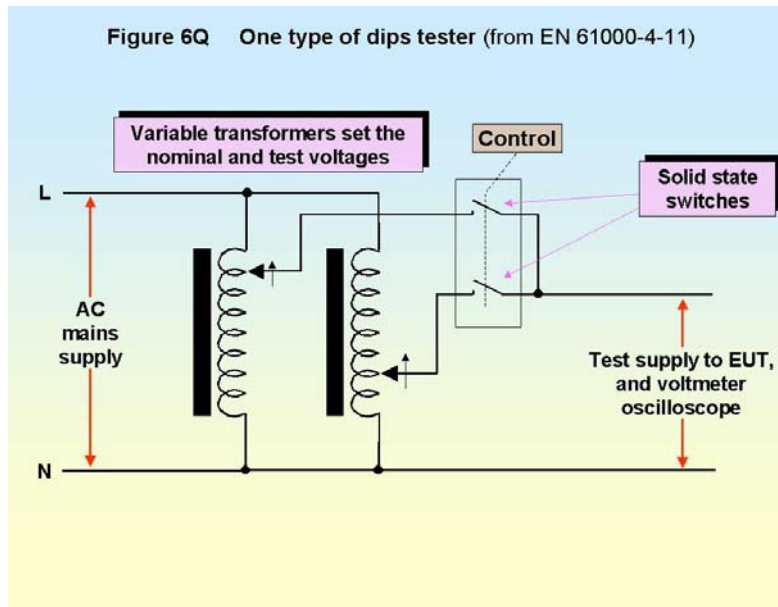 Figure 6Q One type of dips tester (from EN 61000-4-11)
Variable transformers set the
nominal and test voltages
Control
Solid state
switches
L
AC
mains
supply
Test supply to EUT,
and voltmeter
oscilloscope
N